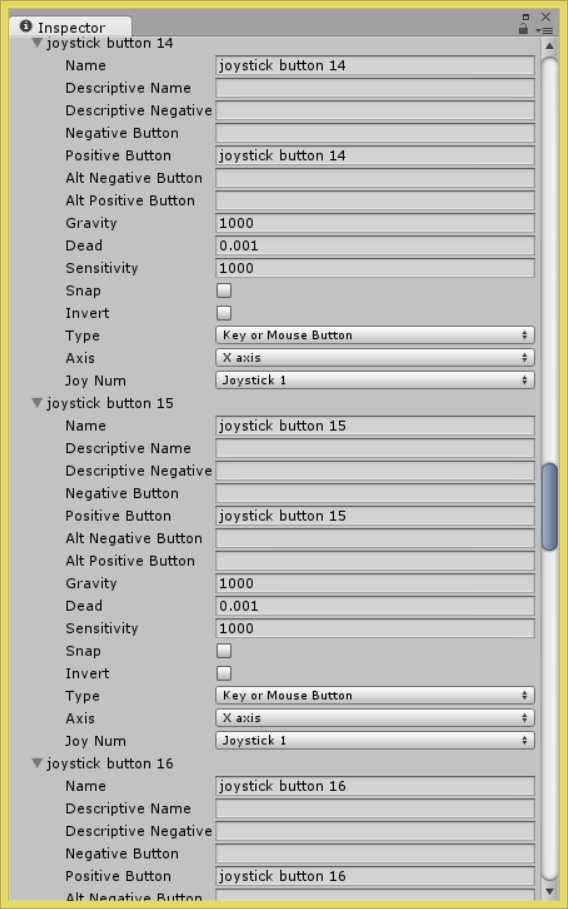 Inspector
joystick button 14
Name joystick button 14
Descriptive Name
Descriptive Negative
Negative Button
Positive Button joystick button 14
Alt Negative Button
Alt Positive Button
Gravity 1000
Dead 0.001
Sensitivity 1000
Snap
Invert
Type Key or Mouse Button
Axis X axis
Joy Num Joystick 1
joystick button 15
Name joystick button 15
Descriptive Name
Descriptive Negative
Negative Button
Positive Button joystick button 15
Alt Negative Button
Alt Positive Button
Gravity 1000
Dead 0.001
Sensitivity 1000
Snap
Invert
Type Key or Mouse Button
Axis X axis
Joy Num Joystick 1
joystick button 16
Name joystick button 16
Descriptive Name
Descriptive Negative
Negative Button
Positive Button joystick button 16
Alt Negative Button